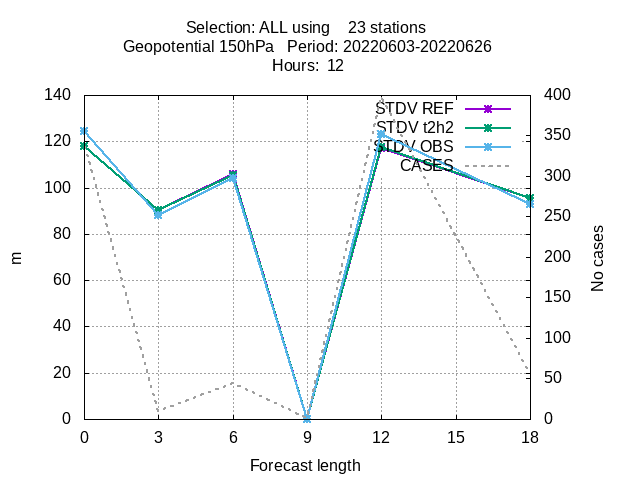 Selection: ALL using    23 stations
Geopotential 150hPa   Period: 20220603-20220626
Hours:  12
140 400
STDV REF
120 350
STDV t2h2
STDV OBS
100 300
CASES
80 250
60 200
40 150
20 100
0 50
0
m
No cases
0 3 6 9 12 15 18
Forecast length